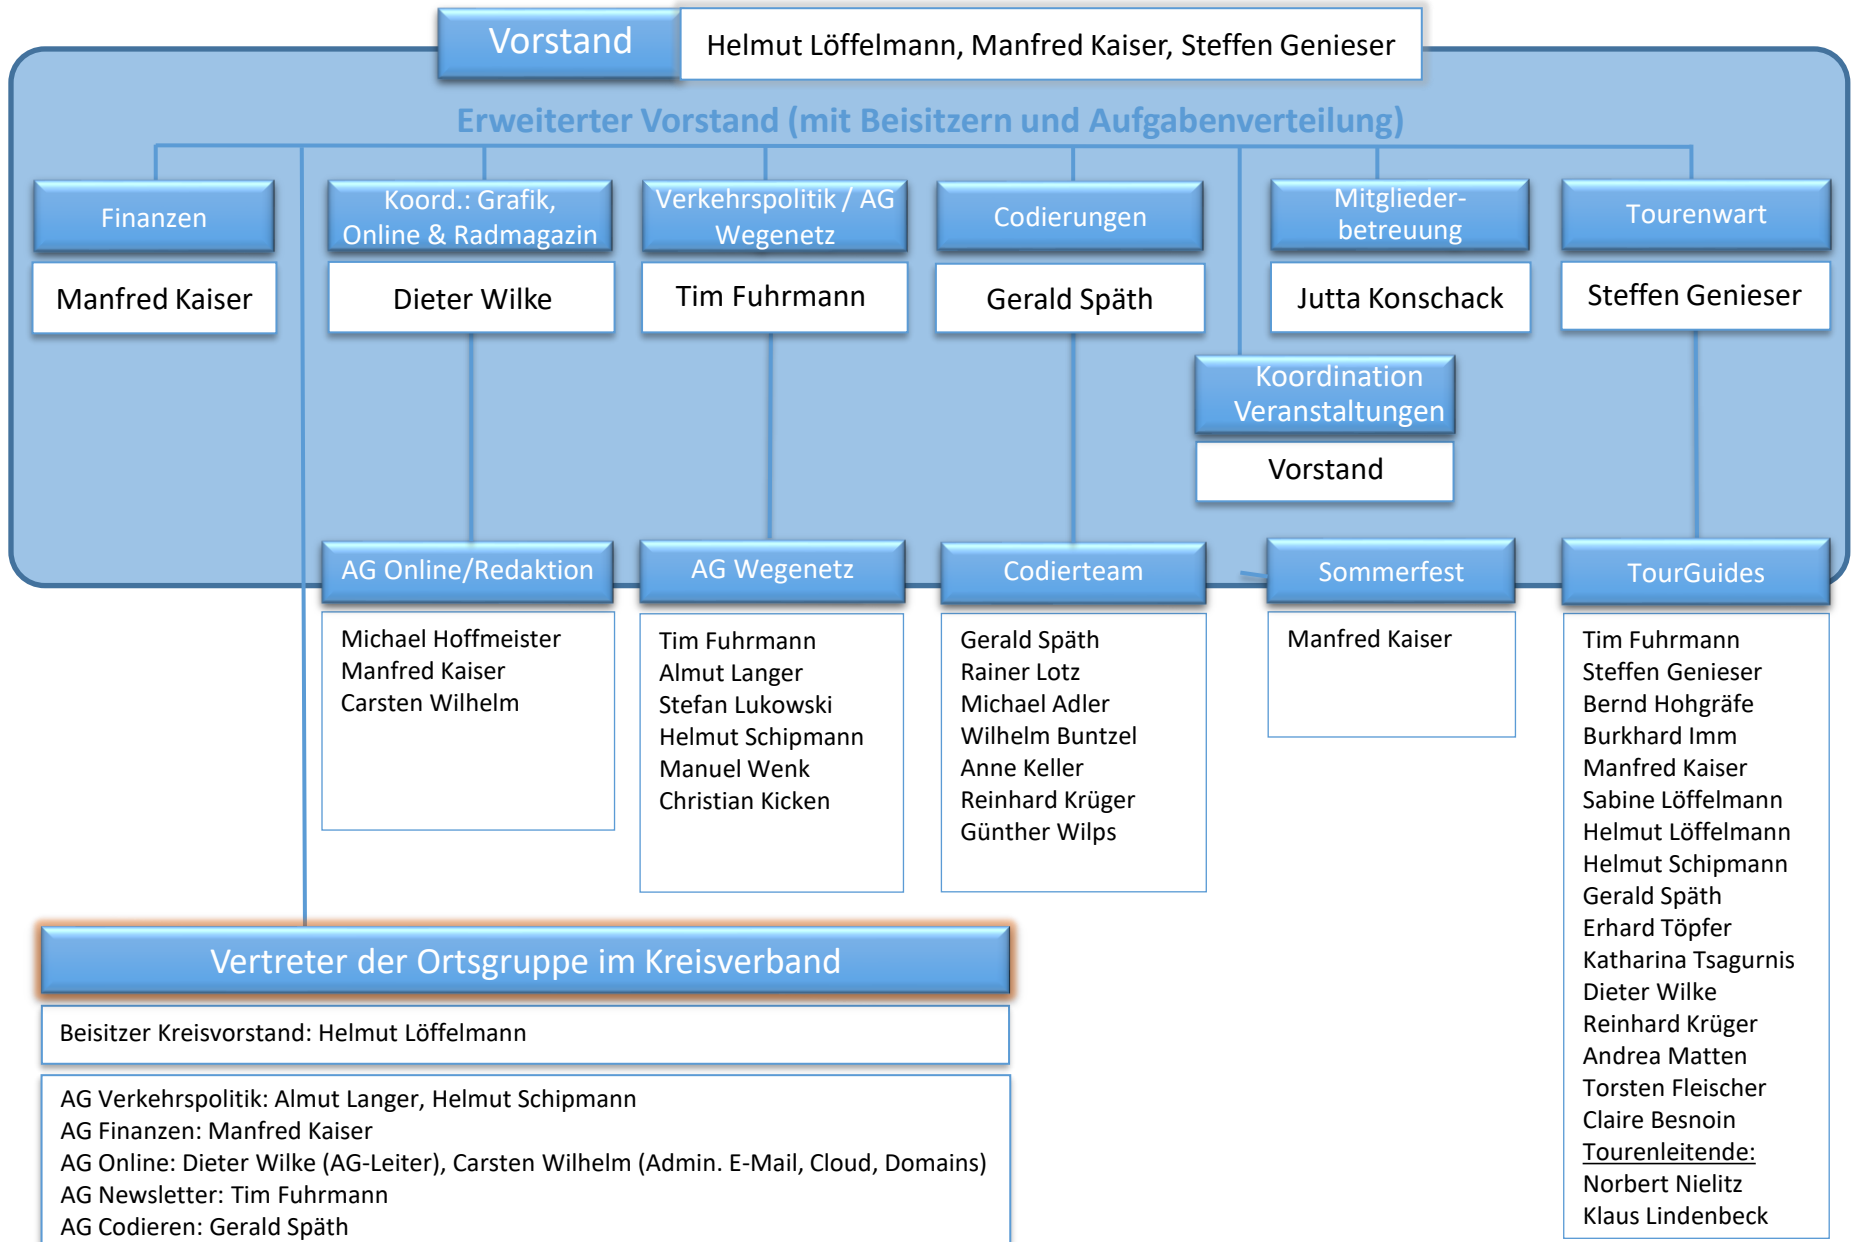 Vorstand
Helmut Löffelmann, Manfred Kaiser, Steffen Genieser
Erweiterter Vorstand (mit Beisitzern und Aufgabenverteilung)
Finanzen
Manfred Kaiser
Koord.: Grafik,
Online & Radmagazin
Dieter Wilke
Verkehrspolitik / AG
Wegenetz
Tim Fuhrmann
Codierungen
Gerald Späth
Mitglieder-
betreuung
Jutta Konschack
Tourenwart
Steffen Genieser
Koordination
Veranstaltungen
Vorstand
AG Online/Redaktion
Michael Hoffmeister
Manfred Kaiser
Carsten Wilhelm
AG Wegenetz
Tim Fuhrmann
Almut Langer
Stefan Lukowski
Helmut Schipmann
Manuel Wenk
Christian Kicken
Codierteam
Gerald Späth
Rainer Lotz
Michael Adler
Wilhelm Buntzel
Anne Keller
Reinhard Krüger
Günther Wilps
Sommerfest
Manfred Kaiser
TourGuides
Tim Fuhrmann
Steffen Genieser
Bernd Hohgräfe
Burkhard Imm
Manfred Kaiser
Sabine Löffelmann
Helmut Löffelmann
Helmut Schipmann
Gerald Späth
Erhard Töpfer
Katharina Tsagurnis
Dieter Wilke
Reinhard Krüger
Andrea Matten
Torsten Fleischer
Claire Besnoin
Tourenleitende:
Norbert Nielitz
Klaus Lindenbeck
Vertreter der Ortsgruppe im Kreisverband
Beisitzer Kreisvorstand: Helmut Löffelmann
AG Verkehrspolitik: Almut Langer, Helmut Schipmann
AG Finanzen: Manfred Kaiser
AG Online: Dieter Wilke (AG-Leiter), Carsten Wilhelm (Admin. E-Mail, Cloud, Domains)
AG Newsletter: Tim Fuhrmann
AG Codieren: Gerald Späth